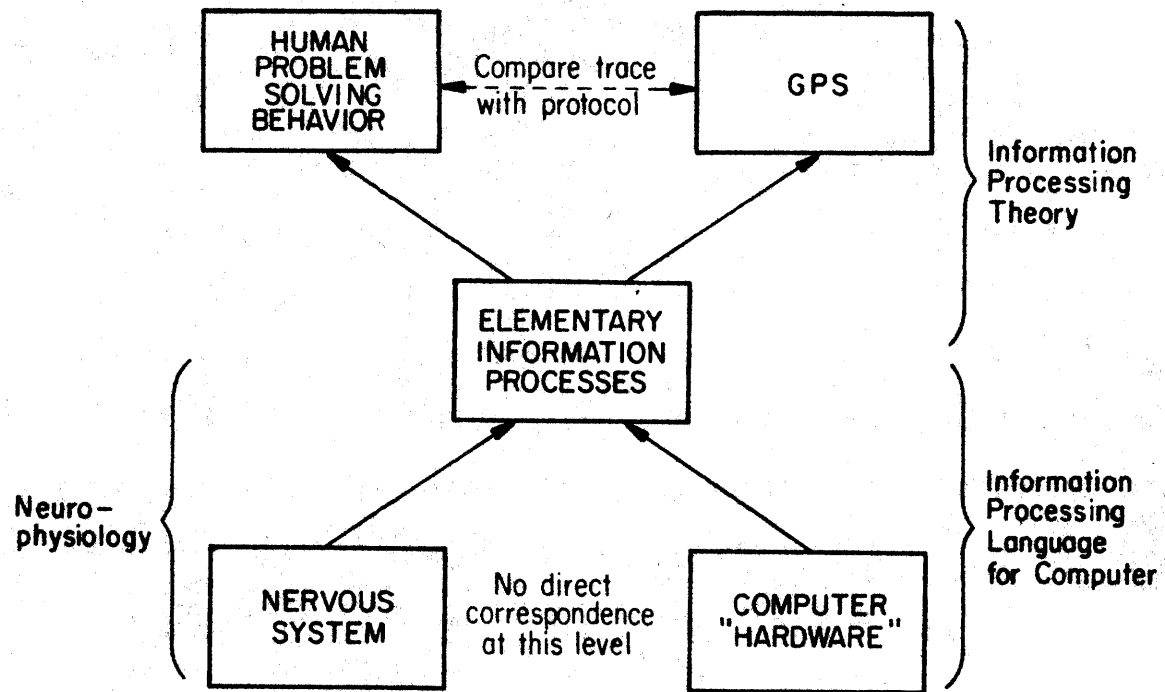 HUMAN
PROBLEM
SOLVING
BEHAVIOR
Compare trace
with protocol
GPS
Information
Processing
Theory
ELEMENTARY
INFORMATION
PROCESSES
Neuro-
physiology
NERVOUS
SYSTEM
No direct
correspondence
at this level
COMPUTER
"HARDWARE"
Information
Processing
Language
for Computer